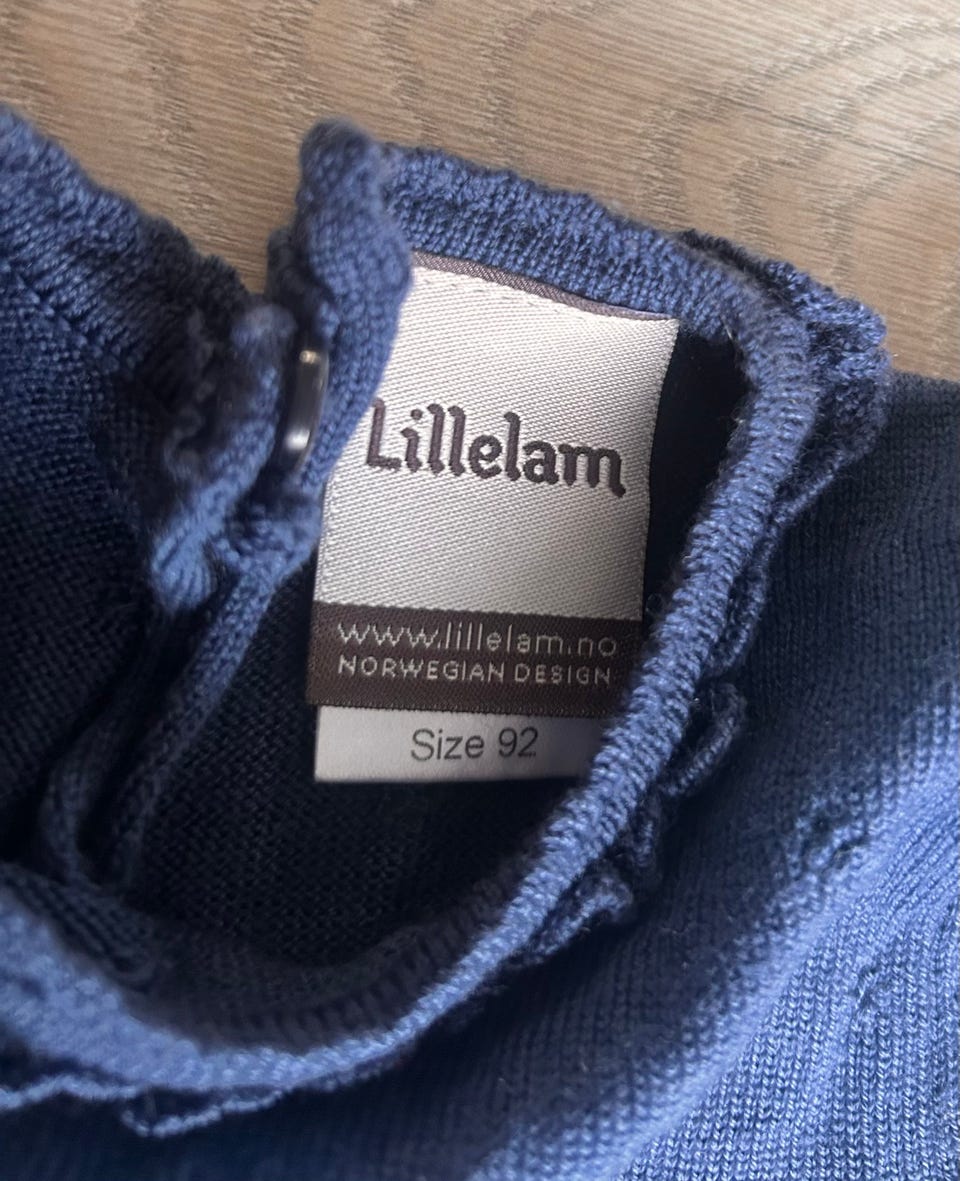 Lillelam
www.lillelam.no
NORWEGIAN DESIGN
Size 92